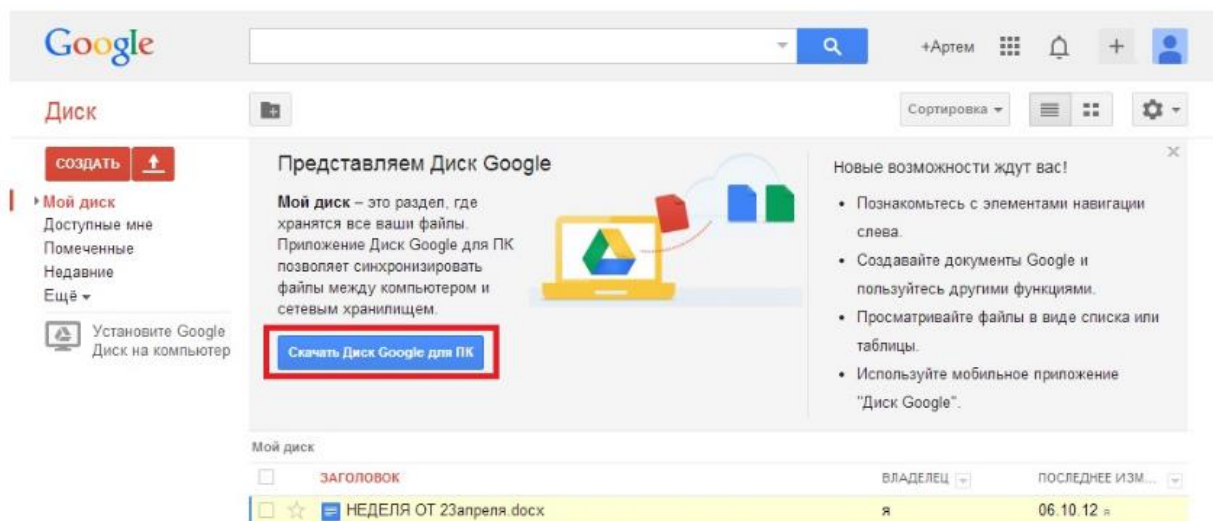 Google
+Артем
Диск
Сортировка
СОЗДАТЬ
Мой диск
Доступные мне
Помеченные
Недавние
Ещё
Установите Google
Диск на компьютер
Представляем Диск Google
Мой диск – это раздел, где
хранятся все ваши файлы.
Приложение Диск Google для ПК
позволяет синхронизировать
файлы между компьютером и
сетевым хранилищем.
Скачать Диск Google для ПК
Новые возможности ждут вас!
• Познакомьтесь с элементами навигации
слева.
• Создавайте документы Google и
пользуйтесь другими функциями.
• Просматривайте файлы в виде списка или
таблицы.
• Используйте мобильное приложение
"Диск Google".
Мой диск
ЗАГОЛОВОК ВЛАДЕЛЕЦ ПОСЛЕДНЕЕ ИЗМ...
НЕДЕЛЯ ОТ 23апреля.docx я 06.10.12 я